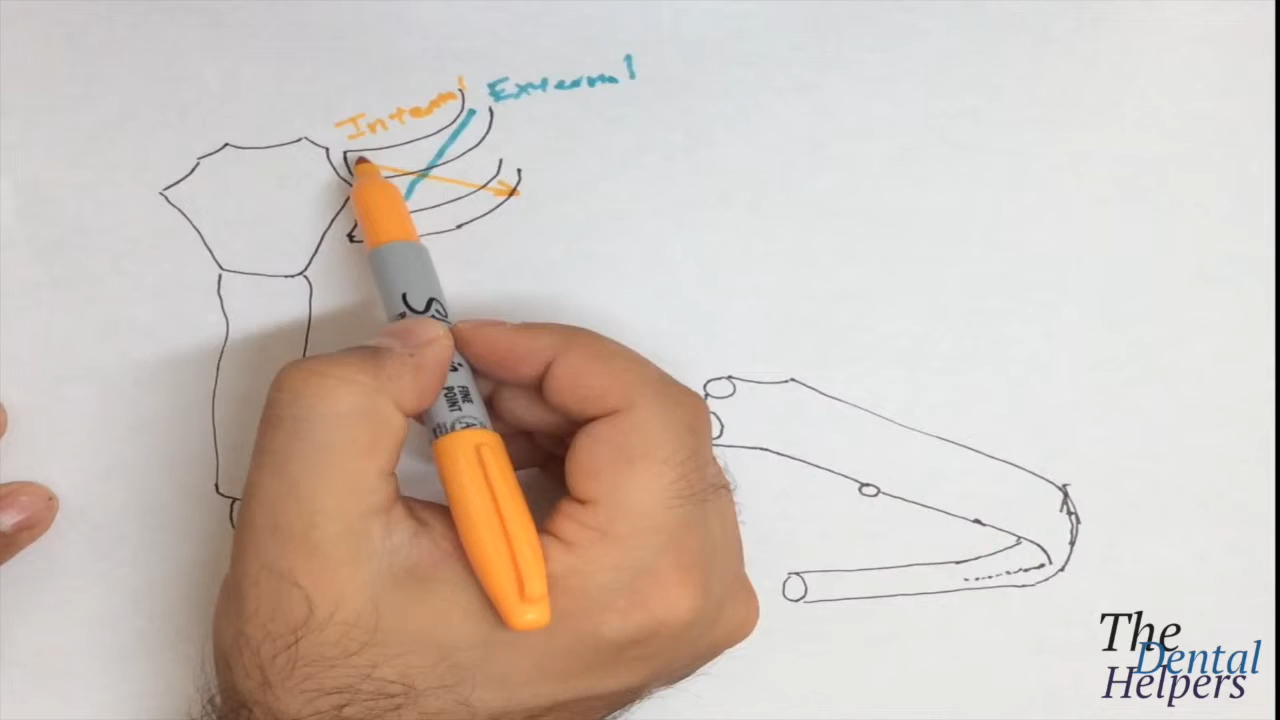 External
Internal
FINE
POINT
The
Dental
Helpers